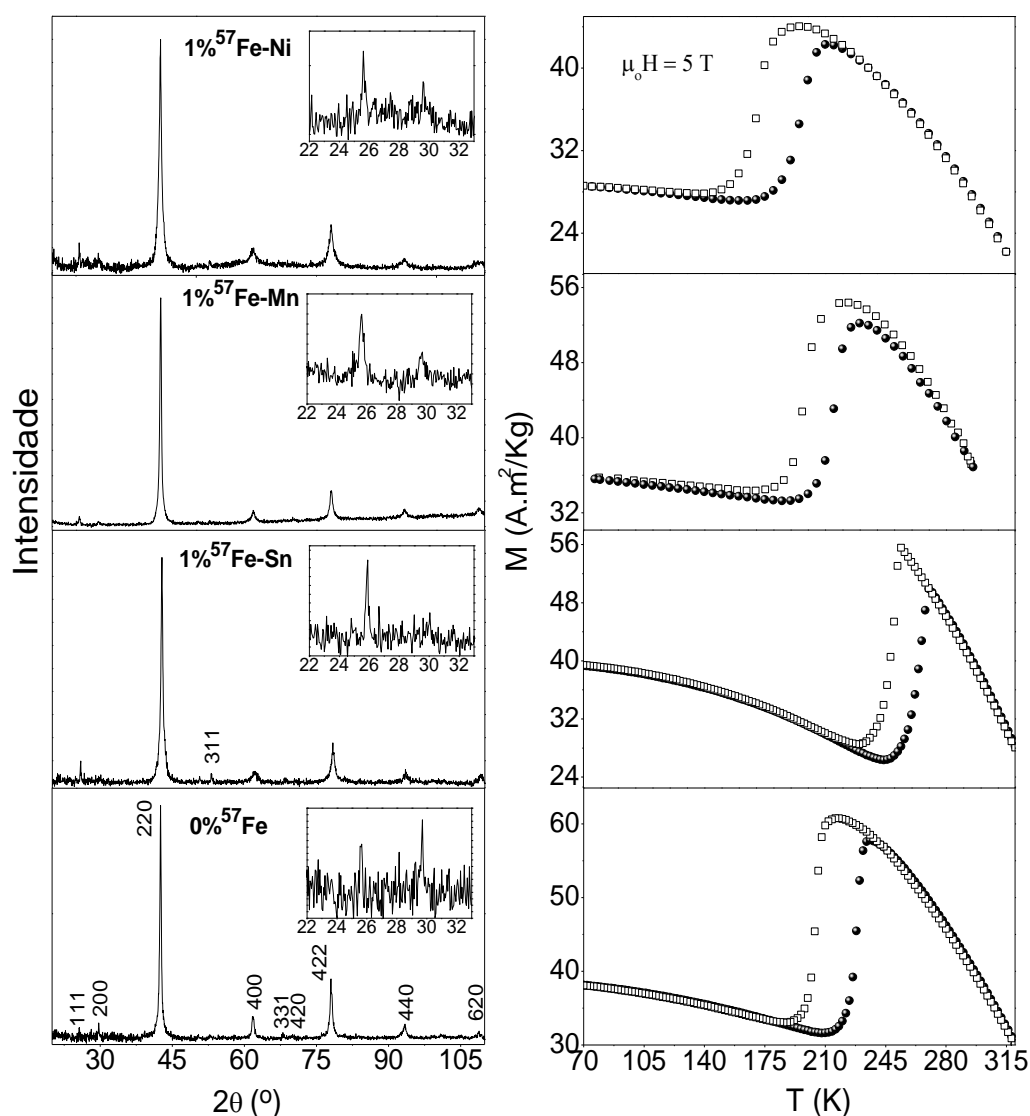 1%⁵⁷Fe-Ni
22 24 26 28 30 32
1%⁵⁷Fe-Mn
22 24 26 28 30 32
1%⁵⁷Fe-Sn
22 24 26 28 30 32
311
0%⁵⁷Fe
22 24 26 28 30 32
111
200
220
400
331
420
422
440
620
30 45 60 75 90 105
2θ (º)
Intensidade
μₒH = 5 T
40
32
24
56
48
40
32
56
48
40
32
24
60
50
40
30
70 105 140 175 210 245 280 315
T (K)
M (A.m²/Kg)